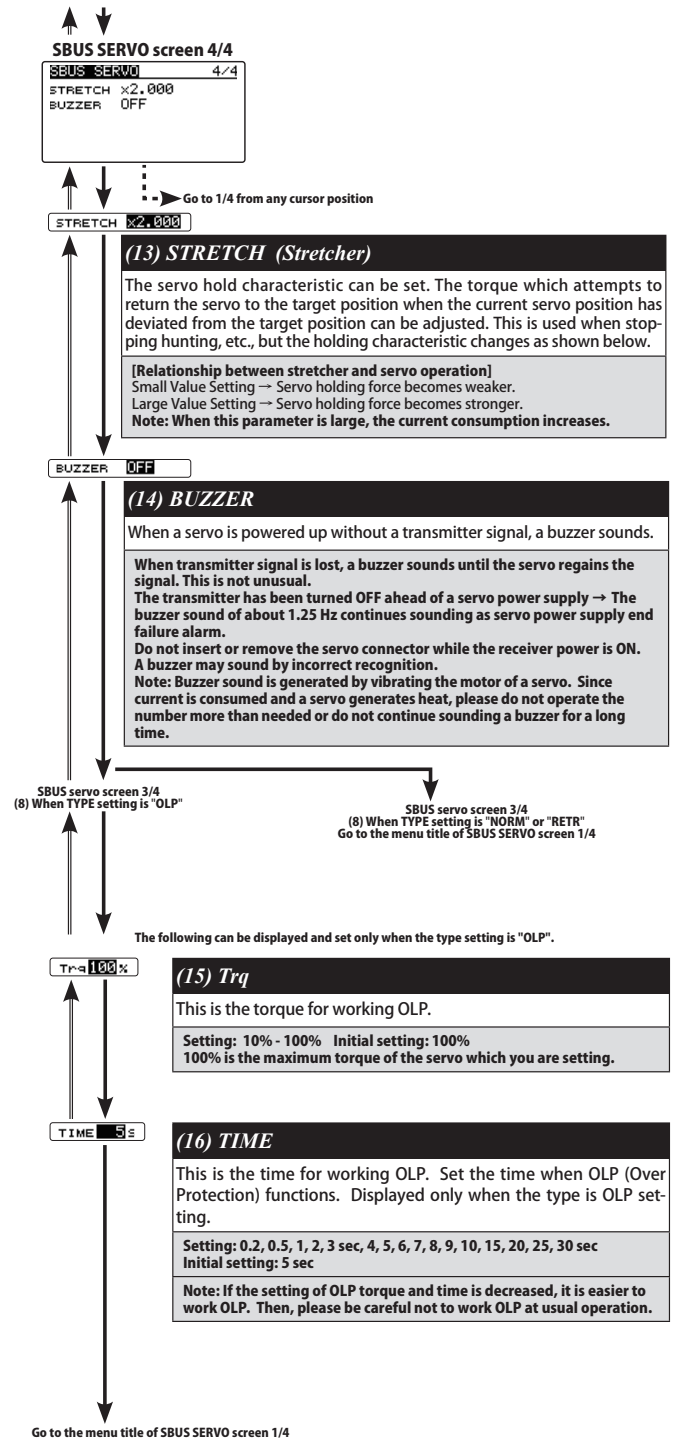 SBUS SERVO screen 4/4
SBUS SERVO 4/4
STRETCH x2.000
BUZZER OFF
Go to 1/4 from any cursor position
STRETCH x2.000
(13) STRETCH (Stretcher)
The servo hold characteristic can be set. The torque which attempts to
return the servo to the target position when the current servo position has
deviated from the target position can be adjusted. This is used when stop-
ping hunting, etc., but the holding characteristic changes as shown below.
[Relationship between stretcher and servo operation]
Small Value Setting → Servo holding force becomes weaker.
Large Value Setting → Servo holding force becomes stronger.
Note: When this parameter is large, the current consumption increases.
BUZZER OFF
(14) BUZZER
When a servo is powered up without a transmitter signal, a buzzer sounds.
When transmitter signal is lost, a buzzer sounds until the servo regains the
signal. This is not unusual.
The transmitter has been turned OFF ahead of a servo power supply → The
buzzer sound of about 1.25 Hz continues sounding as servo power supply end
failure alarm.
Do not insert or remove the servo connector while the receiver power is ON.
A buzzer may sound by incorrect recognition.
Note: Buzzer sound is generated by vibrating the motor of a servo. Since
current is consumed and a servo generates heat, please do not operate the
number more than needed or do not continue sounding a buzzer for a long
time.
SBUS servo screen 3/4
(8) When TYPE setting is "OLP"
SBUS servo screen 3/4
(8) When TYPE setting is "NORM" or "RETR"
Go to the menu title of SBUS SERVO screen 1/4
The following can be displayed and set only when the type setting is "OLP".
Trq 100%
(15) Trq
This is the torque for working OLP.
Setting: 10% - 100% Initial setting: 100%
100% is the maximum torque of the servo which you are setting.
TIME 5s
(16) TIME
This is the time for working OLP. Set the time when OLP (Over
Protection) functions. Displayed only when the type is OLP set-
ting.
Setting: 0.2, 0.5, 1, 2, 3 sec, 4, 5, 6, 7, 8, 9, 10, 15, 20, 25, 30 sec
Initial setting: 5 sec
Note: If the setting of OLP torque and time is decreased, it is easier to
work OLP. Then, please be careful not to work OLP at usual operation.
Go to the menu title of SBUS SERVO screen 1/4